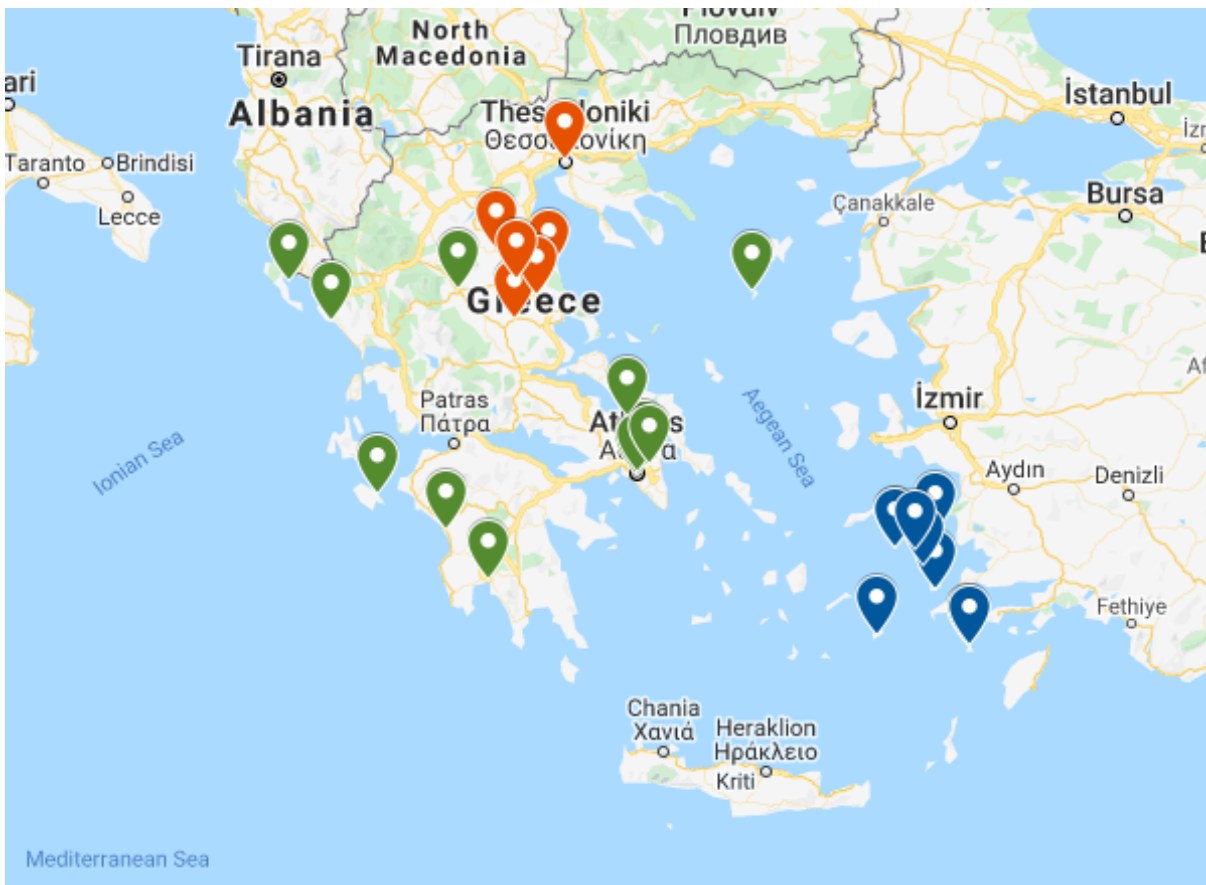 Plovdiv
Пловдив
North
Macedonia
Tirana
Albania
ari
Taranto
Brindisi
Lecce
Θεσσαλονίκη
Thessaloniki
İstanbul
Çanakkale
Bursa
Greece
Patras
Πάτρα
Athens
Αθήνα
Aegean Sea
Ionian Sea
İzmir
Af
Aydın
Denizli
Fethiye
Chania
Χανιά
Heraklion
Ηράκλειο
Kriti
Mediterranean Sea